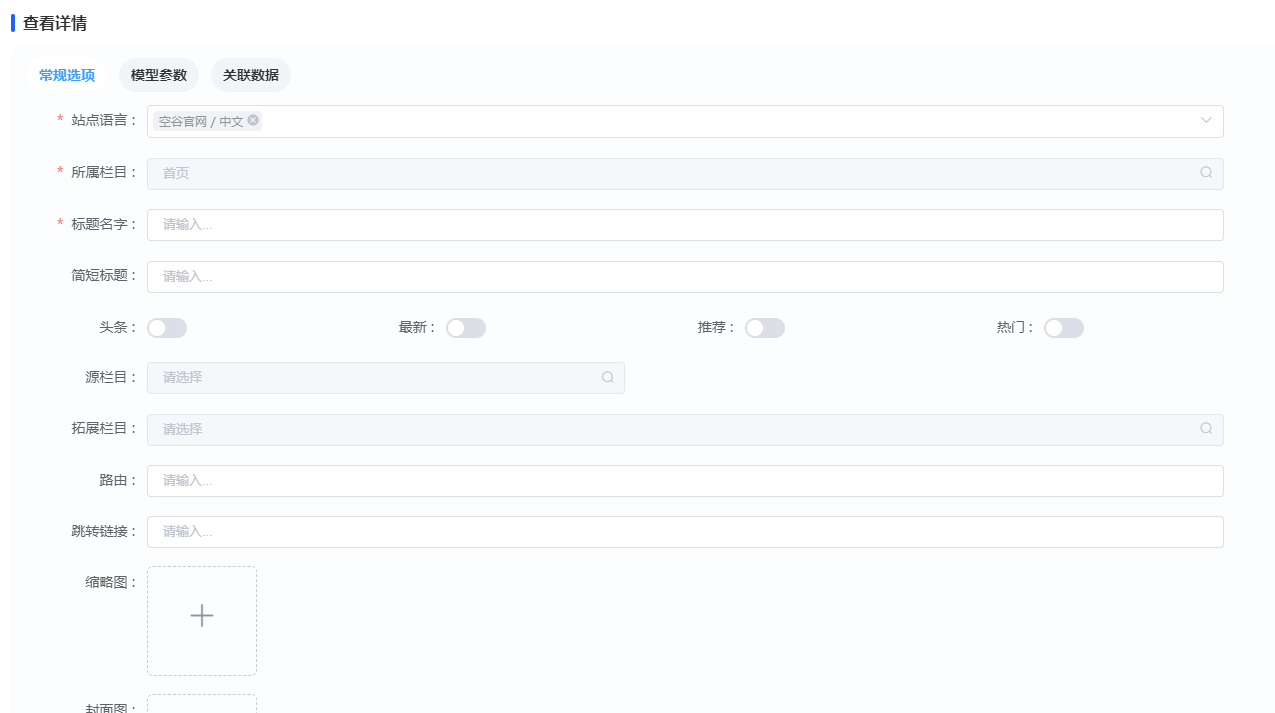 查看详情
常规选项 模型参数 关联数据
* 站点语言： 空谷官网 / 中文
* 所属栏目： 首页
* 标题名字： 请输入...
简短标题： 请输入...
头条： 最新： 推荐： 热门：
源栏目： 请选择
拓展栏目： 请选择
路由： 请输入...
跳转链接： 请输入...
缩略图：
封面图：